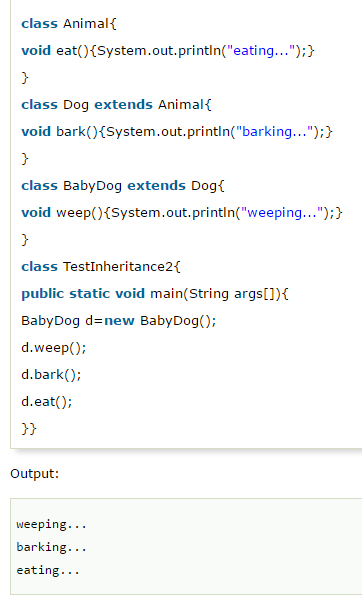 class Animal{
void eat(){System.out.println("eating...");}
}
class Dog extends Animal{
void bark(){System.out.println("barking...");}
}
class BabyDog extends Dog{
void weep(){System.out.println("weeping...");}
}
class TestInheritance2{
public static void main(String args[]){
BabyDog d=new BabyDog();
d.weep();
d.bark();
d.eat();
}}
Output:
weeping...
barking...
eating...